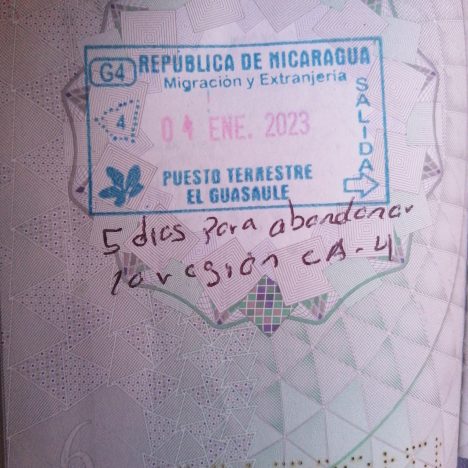 G4
REPÚBLICA DE NICARAGUA
Migración y Extranjería
SALIDA
4
04 ENE. 2023
PUESTO TERRESTRE
EL GUASAULE
5 dias para abandonar
la región CA-4
6